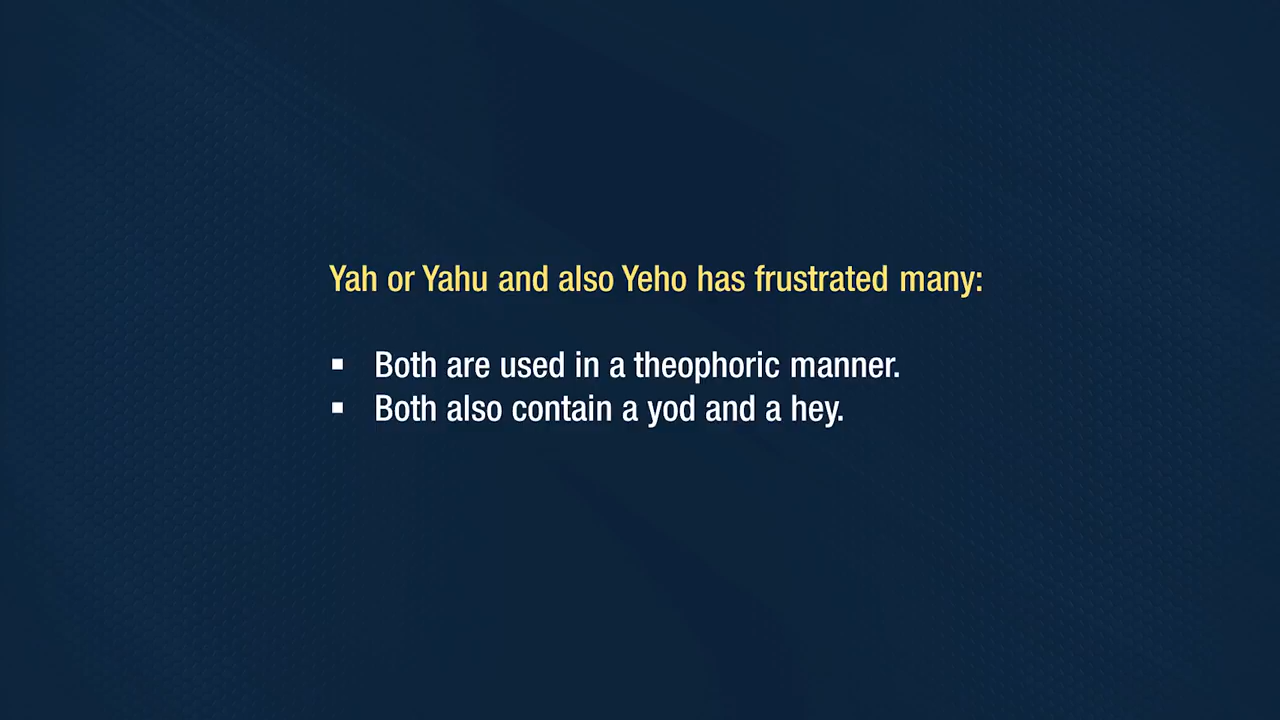 Yah or Yahu and also Yeho has frustrated many:
▪ Both are used in a theophoric manner.
▪ Both also contain a yod and a hey.